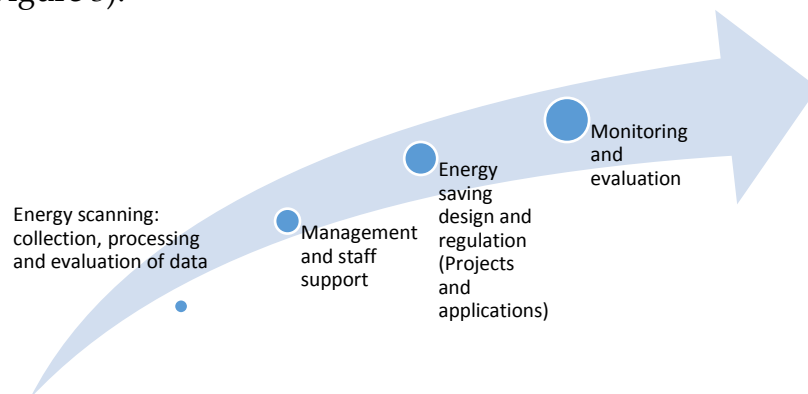 Energy scanning:
collection, processing
and evaluation of data
Management
and staff
support
Energy
saving
design and
regulation
(Projects
and
applications)
Monitoring
and
evaluation